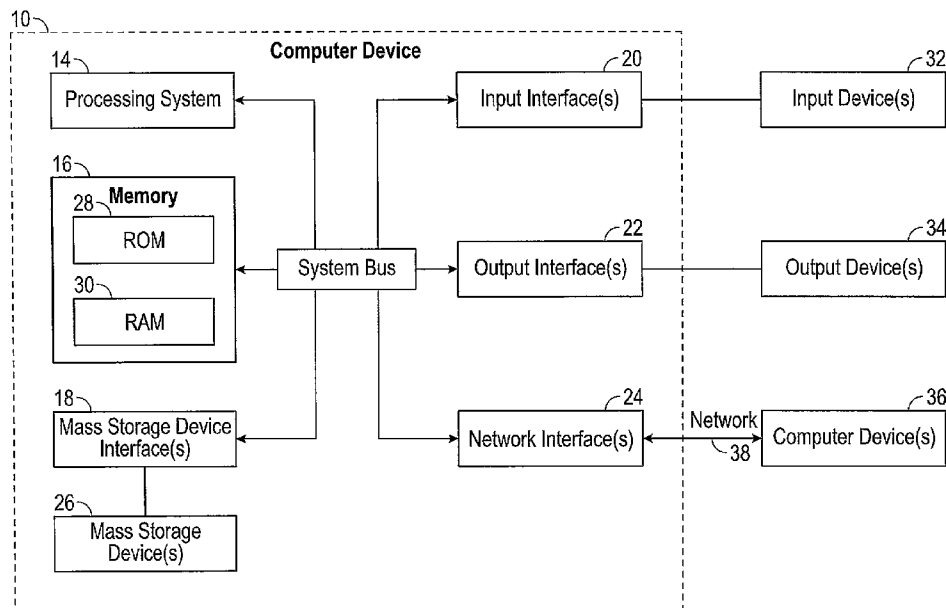 10
Computer Device
14
Processing System
20
Input Interface(s)
32
Input Device(s)
16
Memory
28
ROM
30
RAM
System Bus
22
Output Interface(s)
34
Output Device(s)
18
Mass Storage Device
Interface(s)
24
Network Interface(s)
Network
38
36
Computer Device(s)
26
Mass Storage
Device(s)